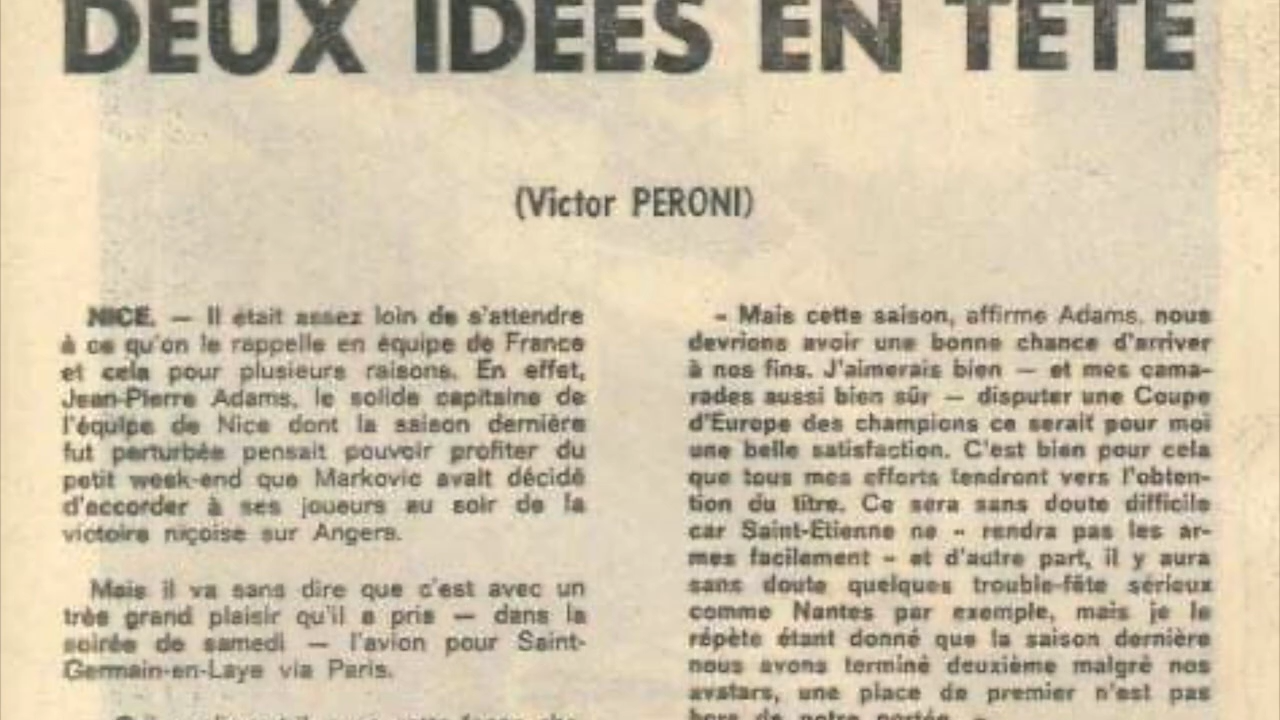 DEUX IDEES EN TETE
(Victor PERONI)
NICE. — Il était assez loin de s'attendre
à ce qu'on le rappelle en équipe de France
et cela pour plusieurs raisons. En effet,
Jean-Pierre Adams, le solide capitaine de
l'équipe de Nice dont la saison dernière
fut perturbée pensait pouvoir profiter du
petit week-end que Markovic avait décidé
d'accorder à ses joueurs au soir de la
victoire niçoise sur Angers.
Mais il va sans dire que c'est avec un
très grand plaisir qu'il a pris — dans la
soirée de samedi — l'avion pour Saint-
Germain-en-Laye via Paris.
- Mais cette saison, affirme Adams, nous
devrions avoir une bonne chance d'arriver
à nos fins. J'aimerais bien — et mes cama-
rades aussi bien sûr — disputer une Coupe
d'Europe des champions ce serait pour moi
une belle satisfaction. C'est bien pour cela
que tous mes efforts tendront vers l'obten-
tion du titre. Ce sera sans doute difficile
car Saint-Etienne ne - rendra pas les ar-
mes facilement - et d'autre part, il y aura
sans doute quelques trouble-fête sérieux
comme Nantes par exemple, mais je le
répète étant donné que la saison dernière
nous avons terminé deuxième malgré nos
avatars, une place de premier n'est pas
hors de notre portée. -